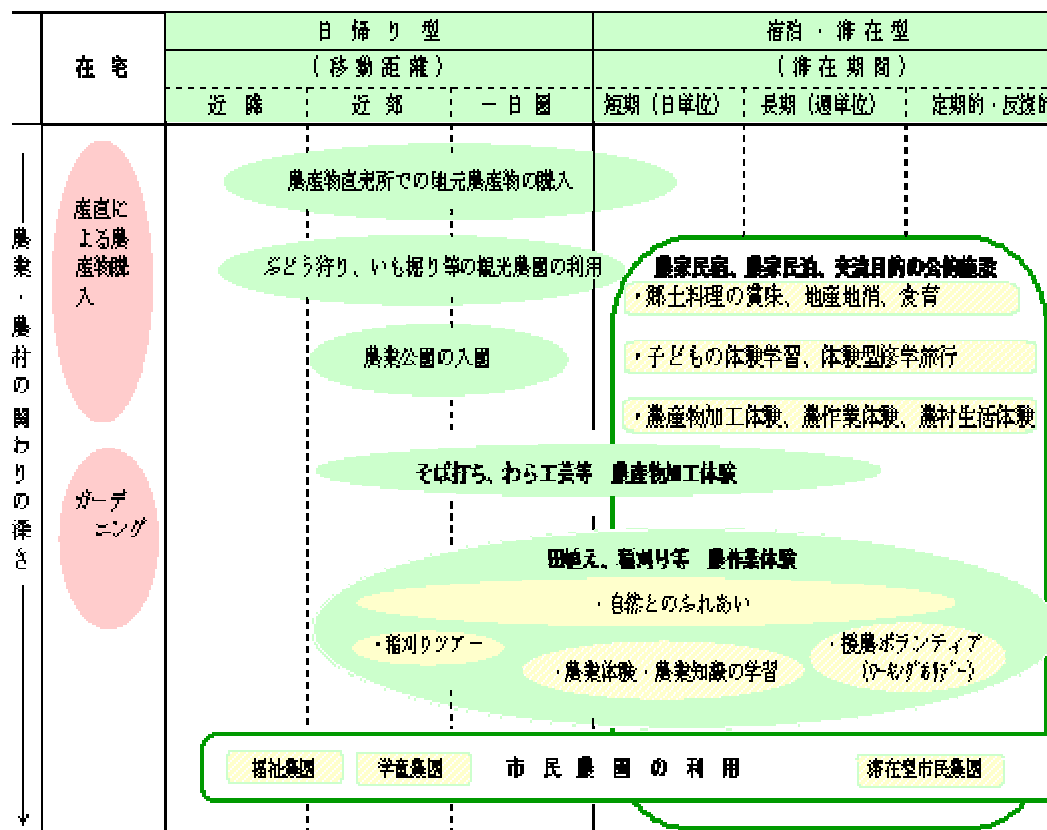 在宅
日帰り型
宿泊・滞在型
(移動距離)
(滞在期間)
近隣
近郊
一日圏
短期(日単位)
長期(週単位)
定期的・反復的
農業・農村の関わりの深さ
産直に
よる農
産物購
入
農産物直売所での地元農産物の購入
ぶどう狩り、いも掘り等の観光農園の利用
農家民宿、農家民泊、交流目的の公的施設
・郷土料理の賞味、地産地消、食育
農業公園の入園
・子どもの体験学習、体験型修学旅行
・農産物加工体験、農作業体験、農村生活体験
そば打ち、わら工芸等 農産物加工体験
ガーデ
ニング
田植え、稲刈り等 農作業体験
・自然とのふれあい
・稲刈りツアー
・農業体験・農業知識の学習
・援農ボランティア
(ワーキングホリデー)
福祉農園
学童農園
市民農園の利用
滞在型市民農園